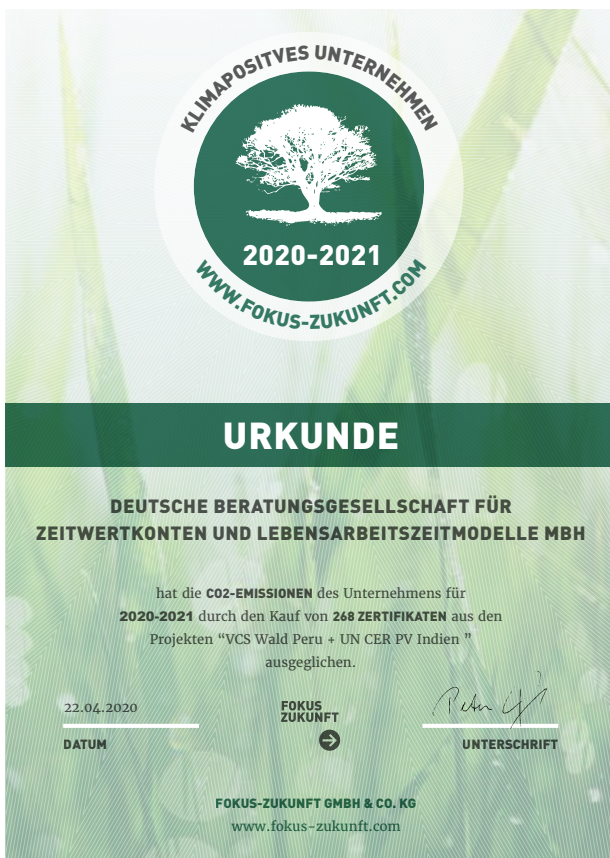 KLIMAPOSITVES UNTERNEHMEN
2020-2021
WWW.FOKUS-ZUKUNFT.COM
URKUNDE
DEUTSCHE BERATUNGSGESELLSCHAFT FÜR
ZEITWERTKONTEN UND LEBENSARBEITSZEITMODELLE MBH
hat die CO2-EMISSIONEN des Unternehmens für
2020-2021 durch den Kauf von 268 ZERTIFIKATEN aus den
Projekten “VCS Wald Peru + UN CER PV Indien ”
ausgeglichen.
22.04.2020
DATUM
FOKUS
ZUKUNFT
Peter
UNTERSCHRIFT
FOKUS-ZUKUNFT GMBH & CO. KG
www.fokus-zukunft.com